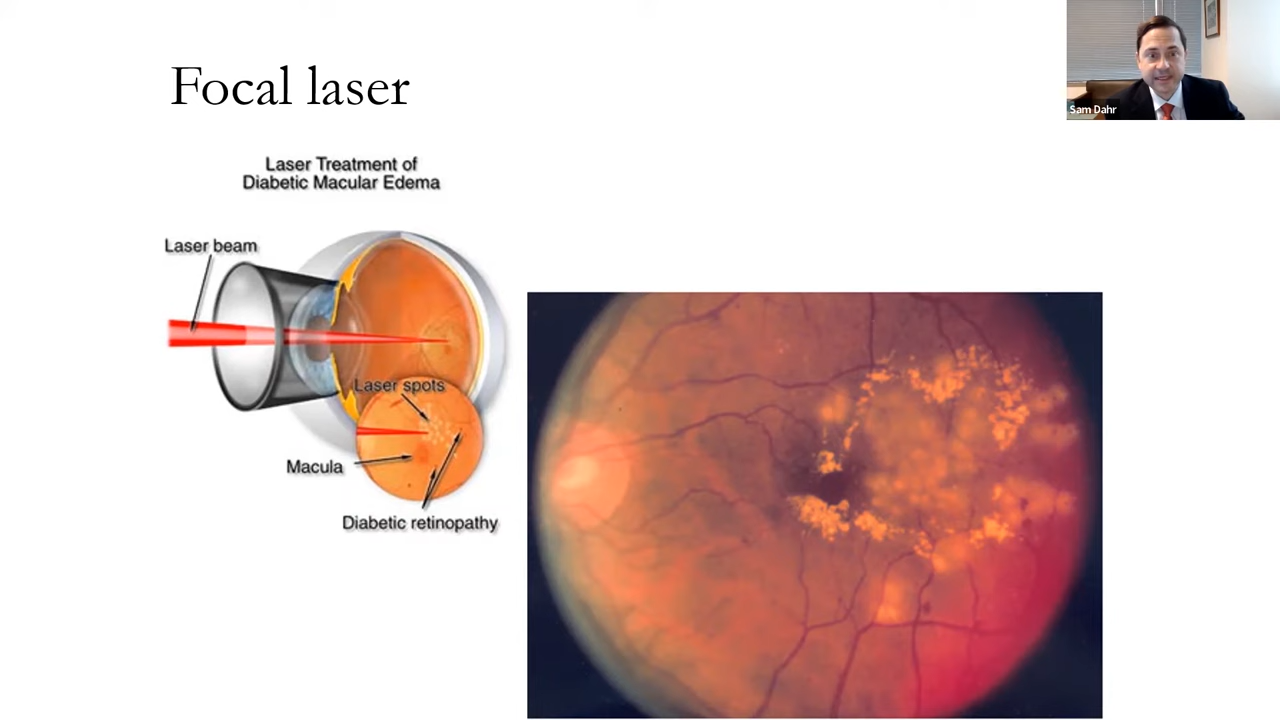 Focal laser
Sam Dahr
Laser Treatment of
Diabetic Macular Edema
Laser beam
Laser spots
Macula
Diabetic retinopathy